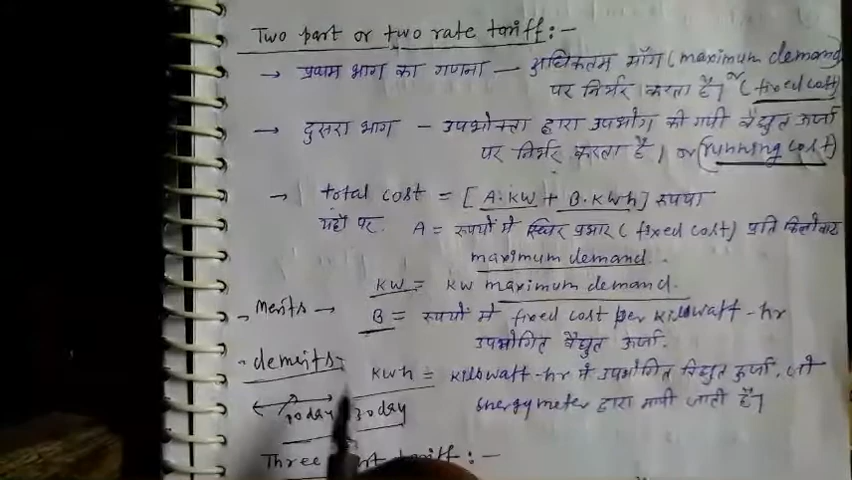 Two part or two rate tariff :-
→ प्रथम भाग का गणना — अधिकतम माँग (maximum demand)
पर निर्भर करता है। or (fixed cost)
→ दुसरा भाग - उपभोक्ता द्वारा उपभोग की गयी वैद्युत ऊर्जा
पर निर्भर करता है। or (running cost)
→ total cost = [A.KW + B.KWh] रूपया
यहाँ पर A = रूपयों में स्थिर प्रभार (fixed cost) प्रति किलोवाट
maximum demand.
KW = KW maximum demand.
Merits → B = रूपयों में fixed cost per kilowatt-hr
उपभोगित वैद्युत ऊर्जा.
demerits:- KWh = Kilowatt-hr में उपभोगित विद्युत ऊर्जा, जो
energymeter द्वारा मापी जाती है।
30 day
Three tariff :-